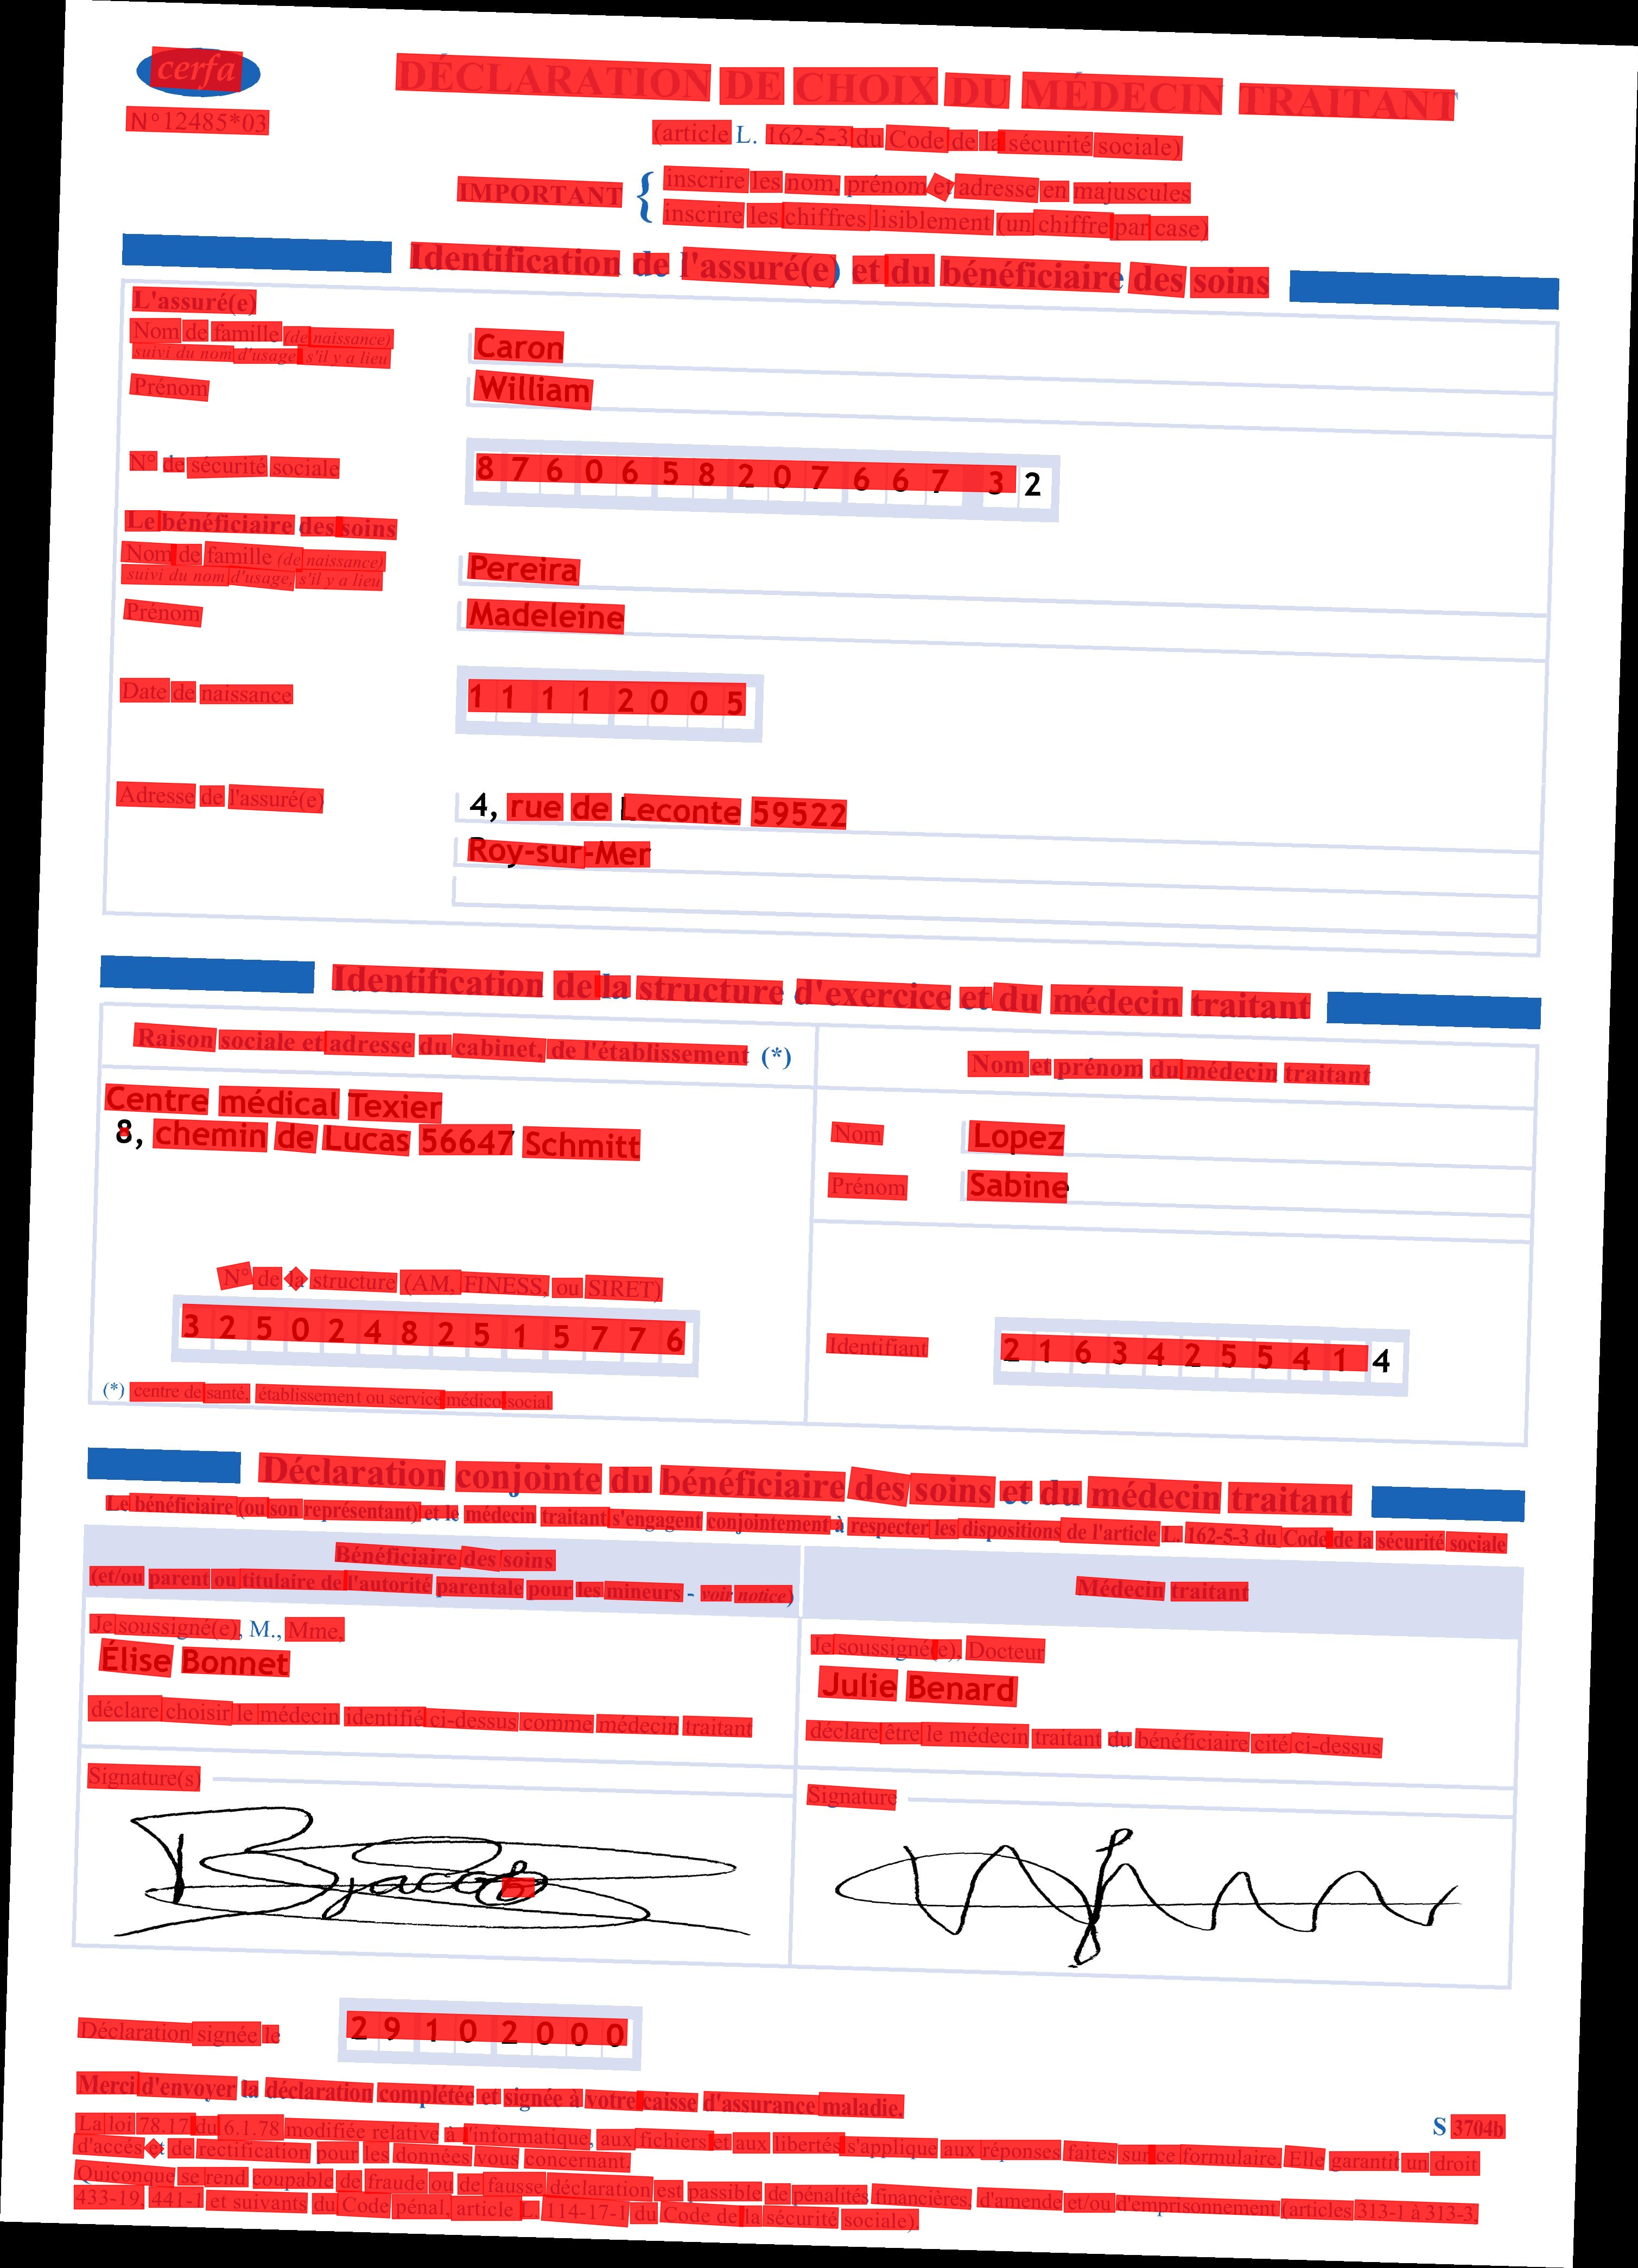 cerfa
DÉCLARATION DE CHOIX DU MÉDECIN TRAITANT
N°12485*03
(article L. 162-5-3 du Code de la sécurité sociale)
IMPORTANT { inscrire les nom, prénom et adresse en majuscules
inscrire les chiffres lisiblement (un chiffre par case)
Identification de l'assuré(e) et du bénéficiaire des soins
L'assuré(e)
Nom de famille (de naissance)
suivi du nom d'usage, s'il y a lieu
Caron
Prénom
William
N° de sécurité sociale
8 7 6 0 6 5 8 2 0 7 6 6 7 3 2
Le bénéficiaire des soins
Nom de famille (de naissance)
suivi du nom d'usage, s'il y a lieu
Pereira
Prénom
Madeleine
Date de naissance
1 1 1 1 2 0 0 5
Adresse de l'assuré(e)
4, rue de Leconte 59522
Roy-sur-Mer
Identification de la structure d'exercice et du médecin traitant
Raison sociale et adresse du cabinet, de l'établissement (*)
Nom et prénom du médecin traitant
Centre médical Texier
8, chemin de Lucas 56647 Schmitt
Nom
Lopez
Prénom
Sabine
N° de la structure (AM, FINESS, ou SIRET)
3 2 5 0 2 4 8 2 5 1 5 7 7 6
Identifiant
2 1 6 3 4 2 5 5 4 1 4
(*) centre de santé, établissement ou service médico social
Déclaration conjointe du bénéficiaire des soins et du médecin traitant
Le bénéficiaire (ou son représentant) et le médecin traitant s'engagent conjointement à respecter les dispositions de l'article L. 162-5-3 du Code de la sécurité sociale
Bénéficiaire des soins
(et/ou parent ou titulaire de l'autorité parentale pour les mineurs - voir notice)
Médecin traitant
Je soussigné(e), M., Mme,
Élise Bonnet
déclare choisir le médecin identifié ci-dessus comme médecin traitant
Je soussigné(e), Docteur
Julie Benard
déclare être le médecin traitant du bénéficiaire cité ci-dessus
Signature(s)
Signature
Déclaration signée le
2 9 1 0 2 0 0 0
Merci d'envoyer la déclaration complétée et signée à votre caisse d'assurance maladie.
S 3704b
La loi 78.17 du 6.1.78 modifiée relative à l'informatique, aux fichiers et aux libertés s'applique aux réponses faites sur ce formulaire. Elle garantit un droit
d'accés et de rectification pour les données vous concernant.
Quiconque se rend coupable de fraude ou de fausse déclaration est passible de pénalités financières, d'amende et/ou d'emprisonnement (articles 313-1 à 313-3,
433-19, 441-1 et suivants du Code pénal, article L. 114-17-1 du Code de la sécurité sociale).